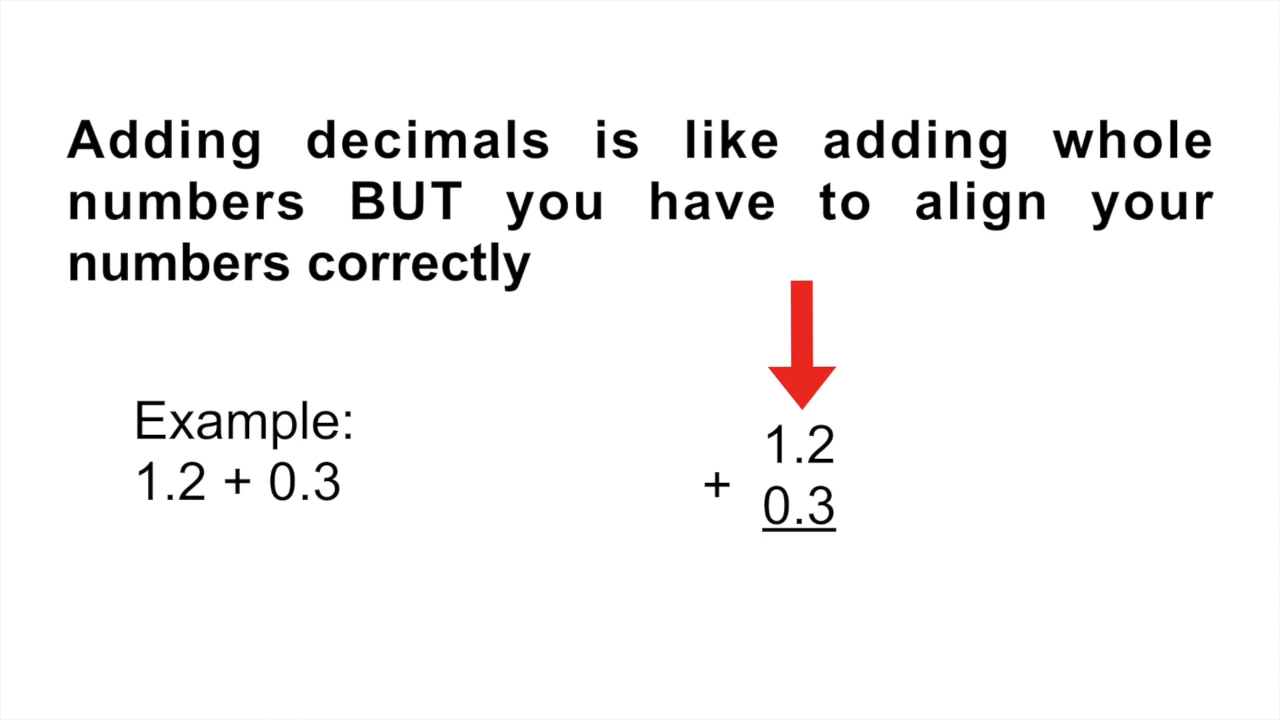 Adding decimals is like adding whole
numbers BUT you have to align your
numbers correctly
Example:
1.2 + 0.3
1.2
+
0.3